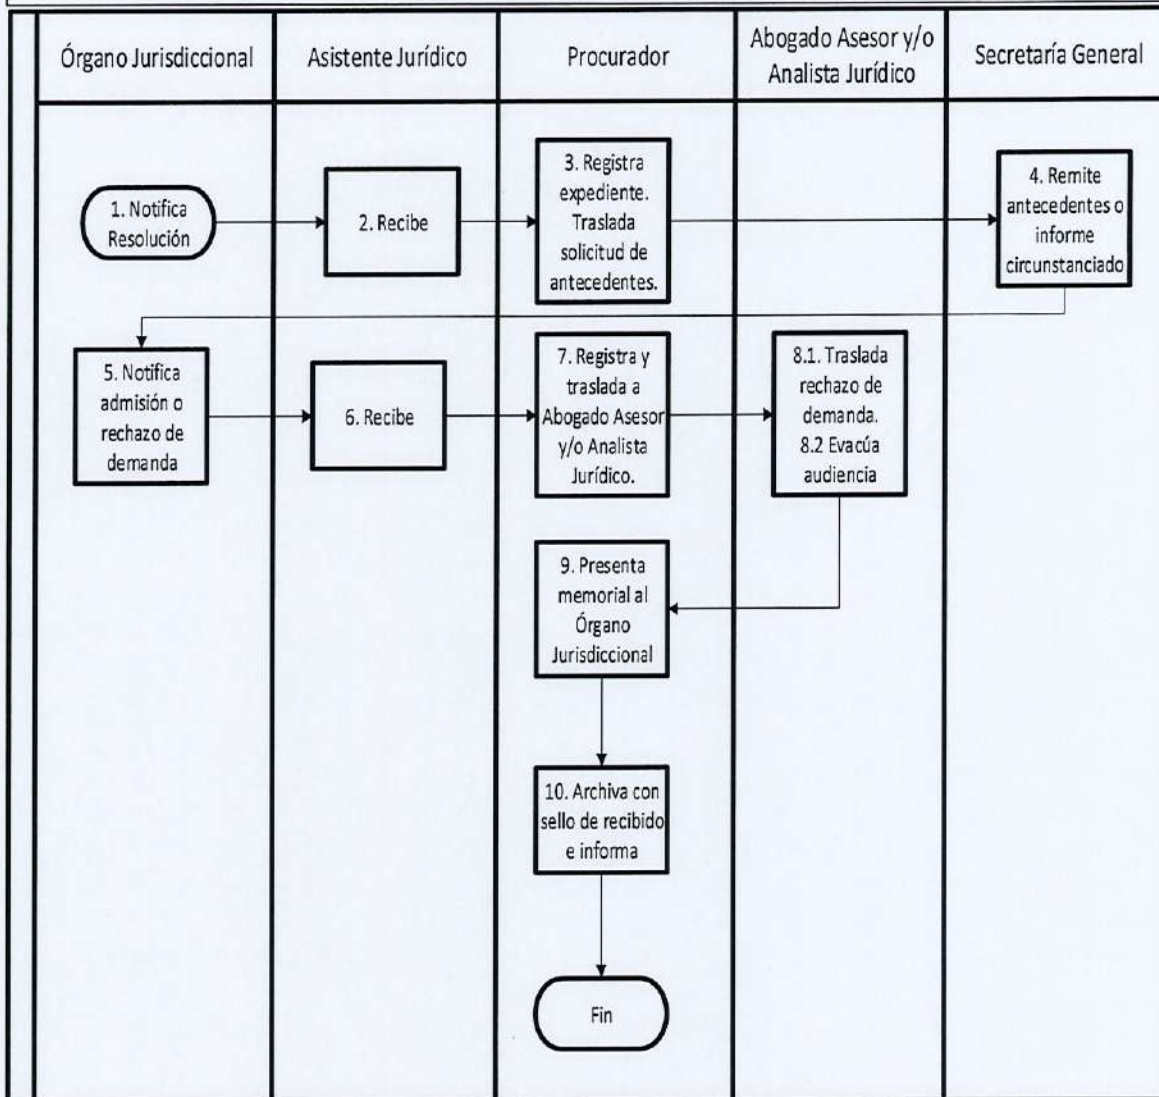 Órgano Jurisdiccional
Asistente Jurídico
Procurador
Abogado Asesor y/o
Analista Jurídico
Secretaría General
1. Notifica
Resolución
2. Recibe
3. Registra
expediente.
Traslada
solicitud de
antecedentes.
4. Remite
antecedentes o
informe
circunstanciado
5. Notifica
admisión o
rechazo de
demanda
6. Recibe
7. Registra y
traslada a
Abogado Asesor
y/o Analista
Jurídico.
8.1. Traslada
rechazo de
demanda.
8.2 Evacúa
audiencia
9. Presenta
memorial al
Órgano
Jurisdiccional
10. Archiva con
sello de recibido
e informa
Fin